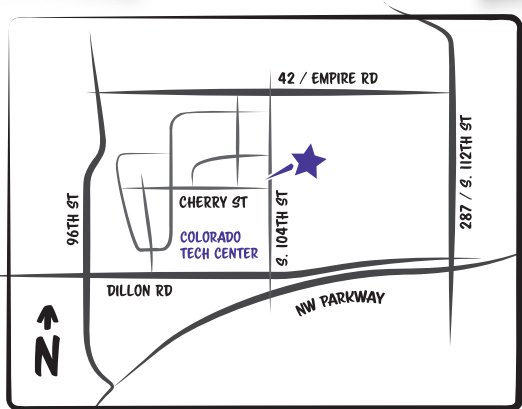 42 / EMPIRE RD
287 / S. 112TH ST
96TH ST
CHERRY ST
S. 104TH ST
COLORADO
TECH CENTER
DILLON RD
NW PARKWAY
N